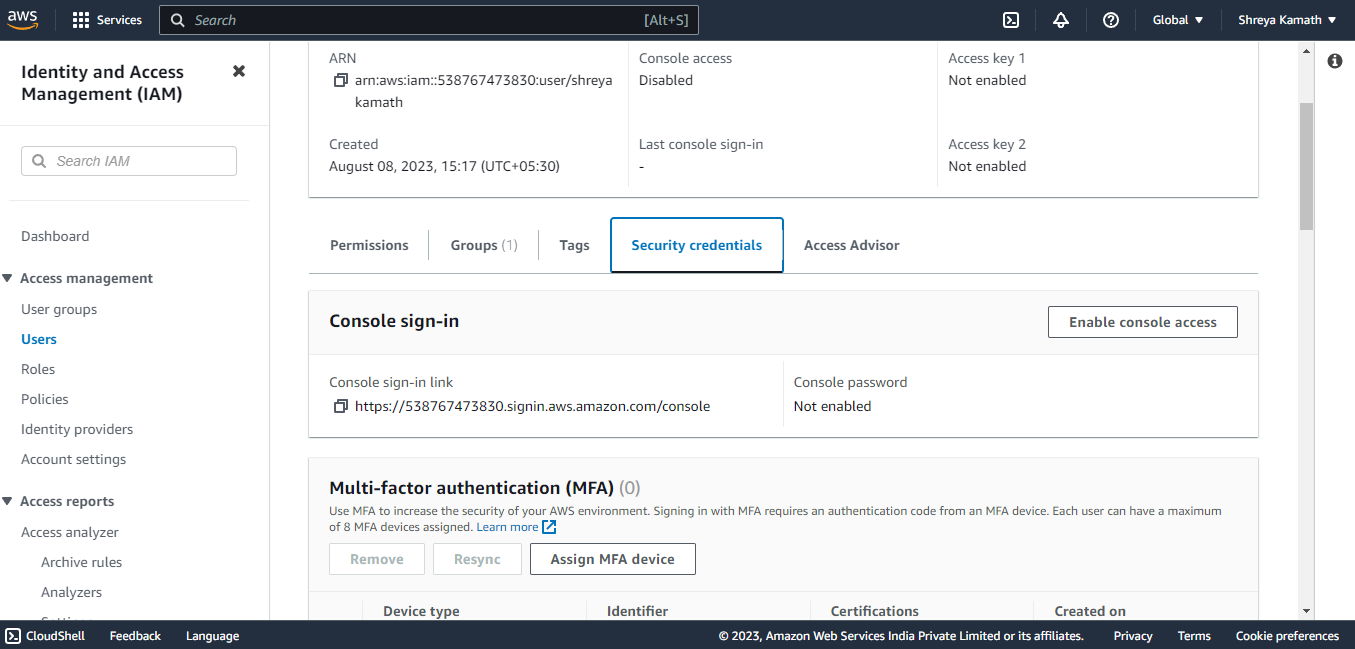 aws Services Search [Alt+S] Global Shreya Kamath
Identity and Access
Management (IAM)
Search IAM
Dashboard
Access management
User groups
Users
Roles
Policies
Identity providers
Account settings
Access reports
Access analyzer
Archive rules
Analyzers
ARN
arn:aws:iam::538767473830:user/shreya
kamath
Console access
Disabled
Access key 1
Not enabled
Created
August 08, 2023, 15:17 (UTC+05:30)
Last console sign-in
-
Access key 2
Not enabled
Permissions Groups (1) Tags Security credentials Access Advisor
Console sign-in
Enable console access
Console sign-in link
https://538767473830.signin.aws.amazon.com/console
Console password
Not enabled
Multi-factor authentication (MFA) (0)
Use MFA to increase the security of your AWS environment. Signing in with MFA requires an authentication code from an MFA device. Each user can have a maximum
of 8 MFA devices assigned. Learn more
Remove Resync Assign MFA device
Device type Identifier Certifications Created on
CloudShell Feedback Language © 2023, Amazon Web Services India Private Limited or its affiliates. Privacy Terms Cookie preferences